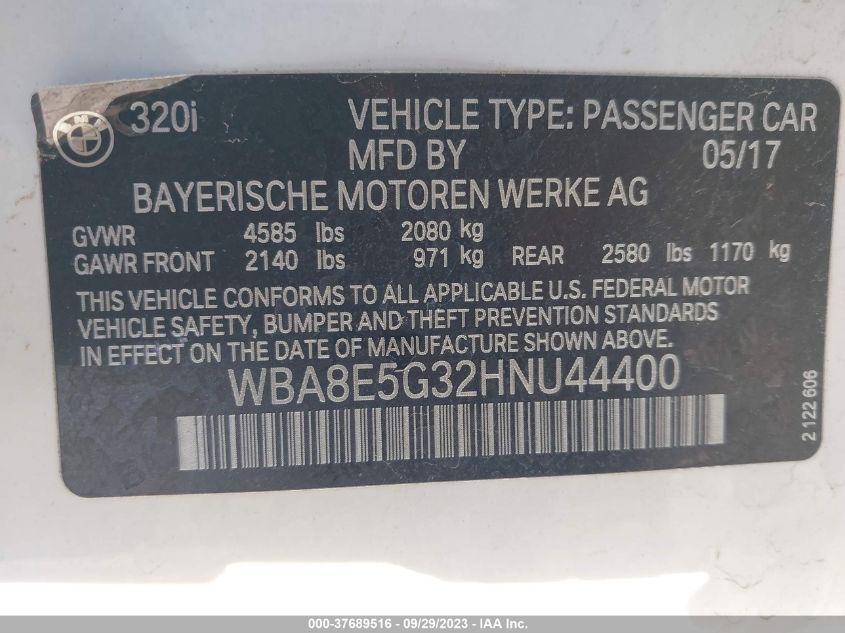 BMW
320i VEHICLE TYPE: PASSENGER CAR
MFD BY 05/17
BAYERISCHE MOTOREN WERKE AG
GVWR 4585 lbs 2080 kg
GAWR FRONT 2140 lbs 971 kg REAR 2580 lbs 1170 kg
THIS VEHICLE CONFORMS TO ALL APPLICABLE U.S. FEDERAL MOTOR
VEHICLE SAFETY, BUMPER AND THEFT PREVENTION STANDARDS
IN EFFECT ON THE DATE OF MANUFACTURE SHOWN ABOVE.
WBA8E5G32HNU44400
2 122 606
000-37689516 - 09/29/2023 - IAA Inc.